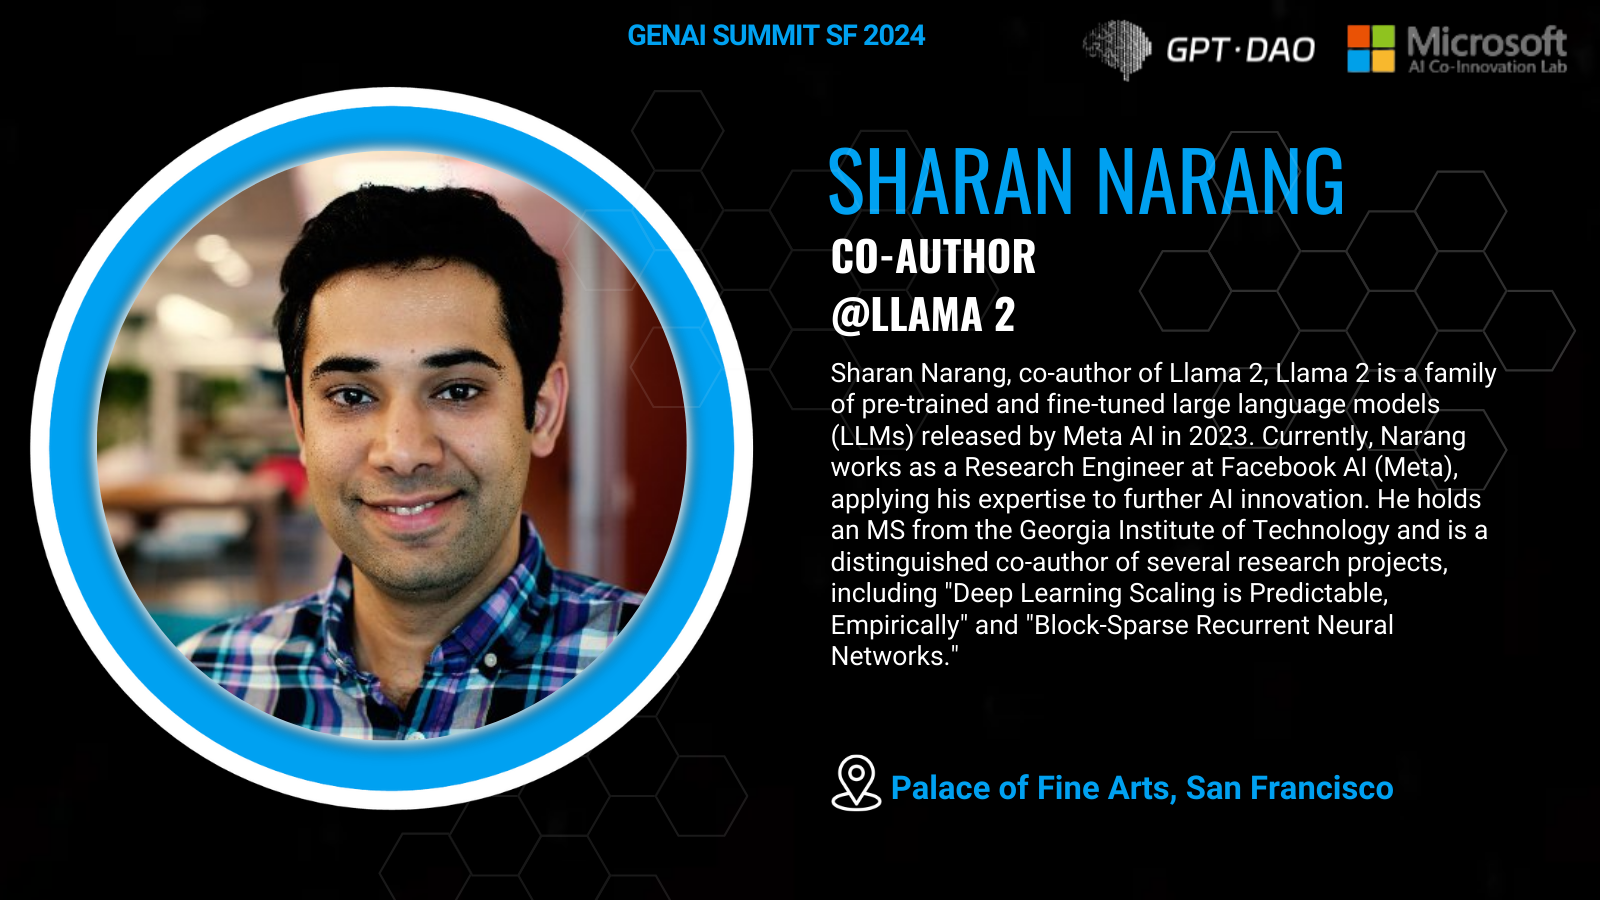 GENAI SUMMIT SF 2024
GPT·DAO
Microsoft
AI Co-Innovation Lab
SHARAN NARANG
CO-AUTHOR
@LLAMA 2
Sharan Narang, co-author of Llama 2, Llama 2 is a family
of pre-trained and fine-tuned large language models
(LLMs) released by Meta AI in 2023. Currently, Narang
works as a Research Engineer at Facebook AI (Meta),
applying his expertise to further AI innovation. He holds
an MS from the Georgia Institute of Technology and is a
distinguished co-author of several research projects,
including "Deep Learning Scaling is Predictable,
Empirically" and "Block-Sparse Recurrent Neural
Networks."
Palace of Fine Arts, San Francisco